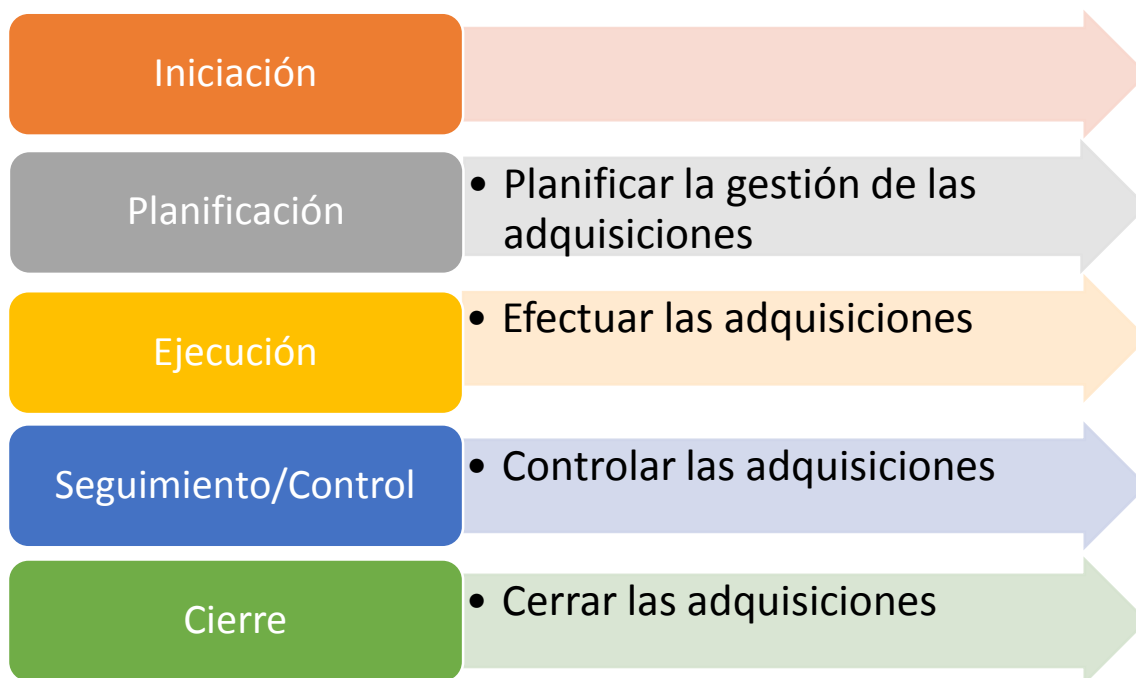 Iniciación
Planificación
• Planificar la gestión de las
adquisiciones
Ejecución
• Efectuar las adquisiciones
Seguimiento/Control
• Controlar las adquisiciones
Cierre
• Cerrar las adquisiciones